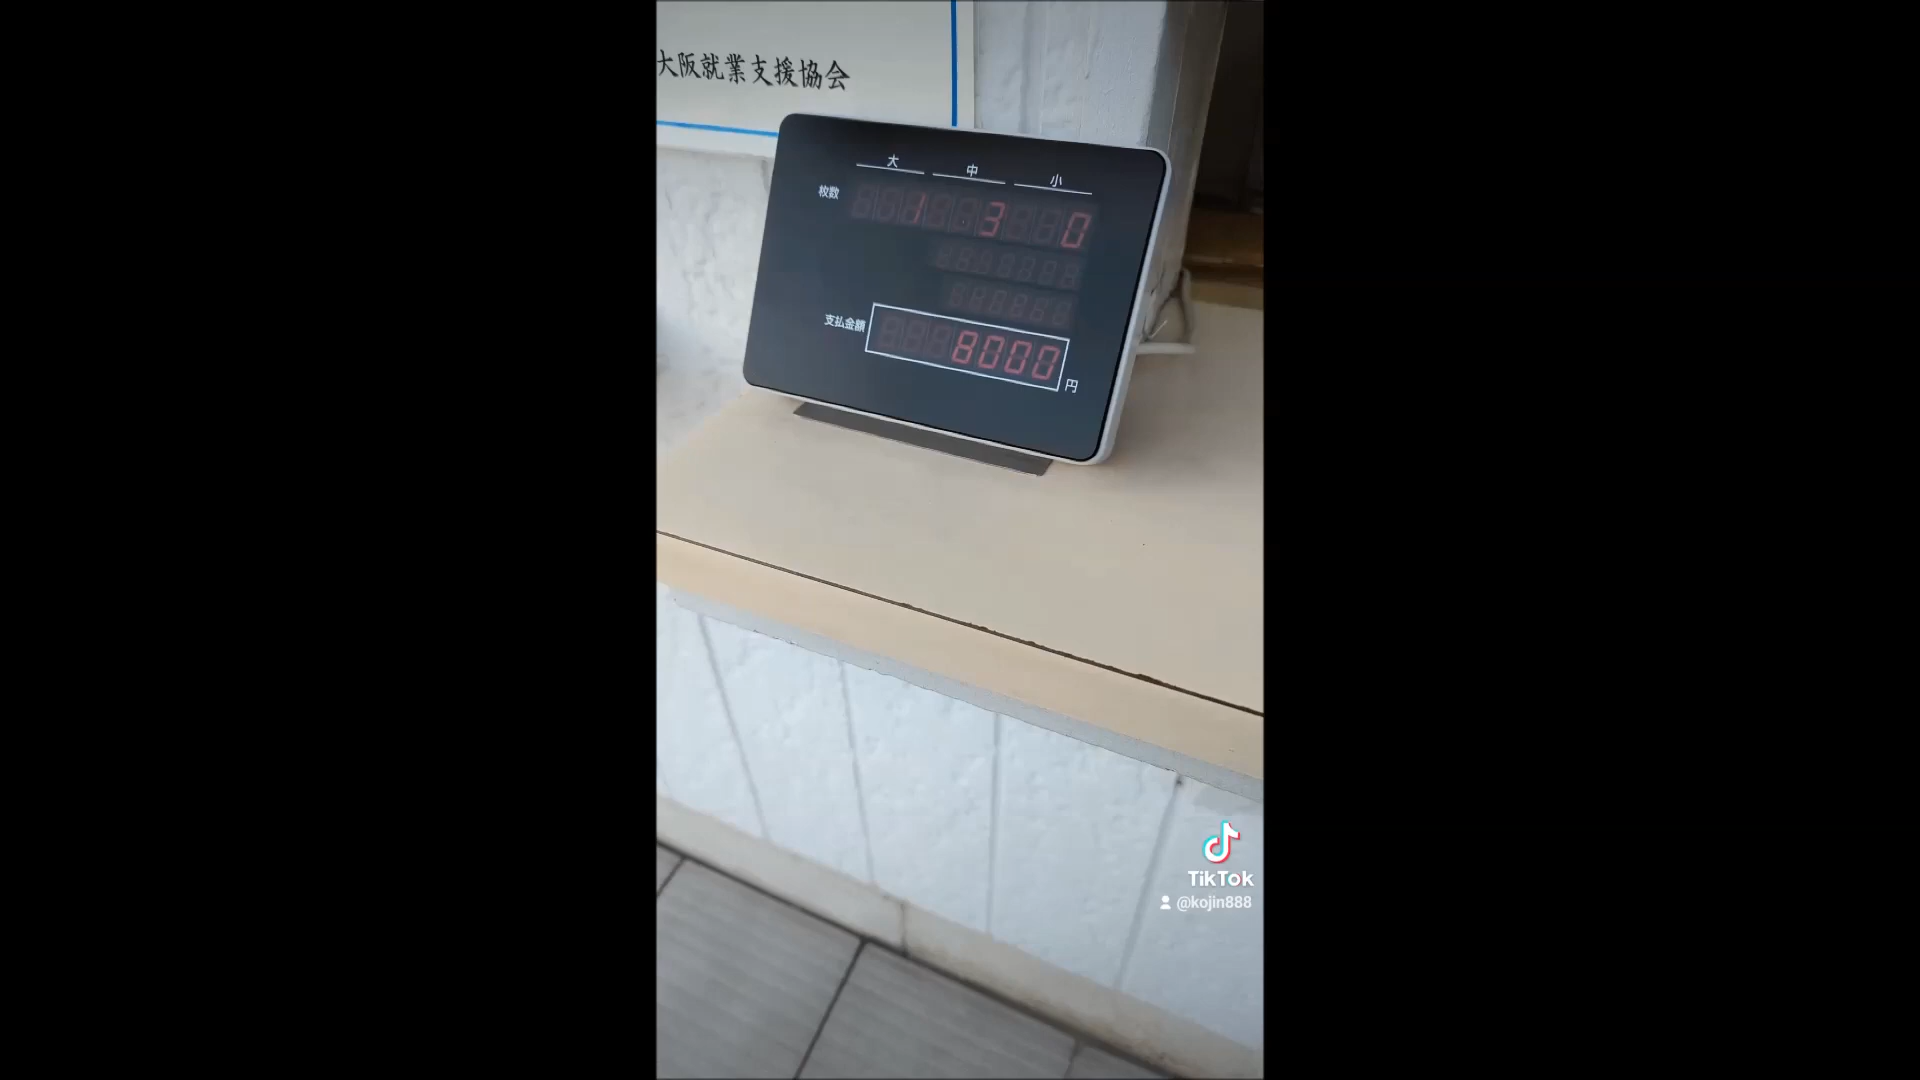 大阪就業支援協会
大 中 小
枚数 1 3 0
支払金額 8000 円
TikTok
@kojin888